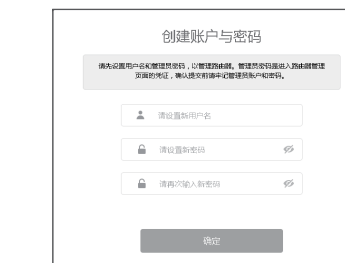 创建账户与密码
请先设置用户名和管理员密码，以管理路由器。管理员密码是进入路由器管理
页面的凭证，确认提交前请牢记管理员账户和密码。
请设置新用户名
请设置新密码
请再次输入新密码
确定